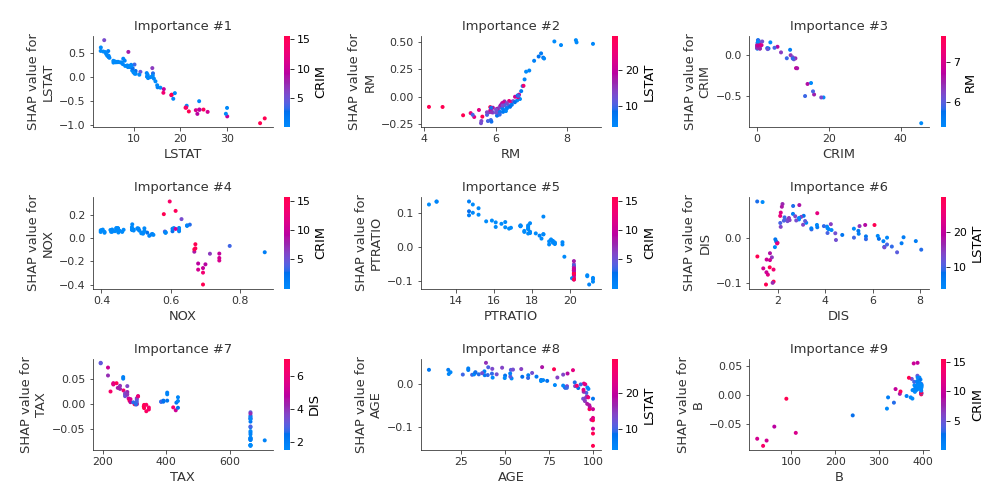 Importance #1
SHAP value for
LSTAT
0.5
0.0
−0.5
−1.0
10
20
30
LSTAT
15
10
5
CRIM
Importance #2
SHAP value for
RM
0.50
0.25
0.00
−0.25
4
6
8
RM
20
10
LSTAT
Importance #3
SHAP value for
CRIM
0.0
−0.5
0
20
40
CRIM
7
6
RM
Importance #4
SHAP value for
NOX
0.2
0.0
−0.2
−0.4
0.4
0.6
0.8
NOX
15
10
5
CRIM
Importance #5
SHAP value for
PTRATIO
0.1
0.0
−0.1
14
16
18
20
PTRATIO
15
10
5
CRIM
Importance #6
SHAP value for
DIS
0.0
−0.1
2
4
6
8
DIS
20
10
LSTAT
Importance #7
SHAP value for
TAX
0.05
0.00
−0.05
200
400
600
TAX
6
4
2
DIS
Importance #8
SHAP value for
AGE
0.0
−0.1
25
50
75
100
AGE
20
10
LSTAT
Importance #9
SHAP value for
B
0.05
0.00
−0.05
100
200
300
400
B
15
10
5
CRIM